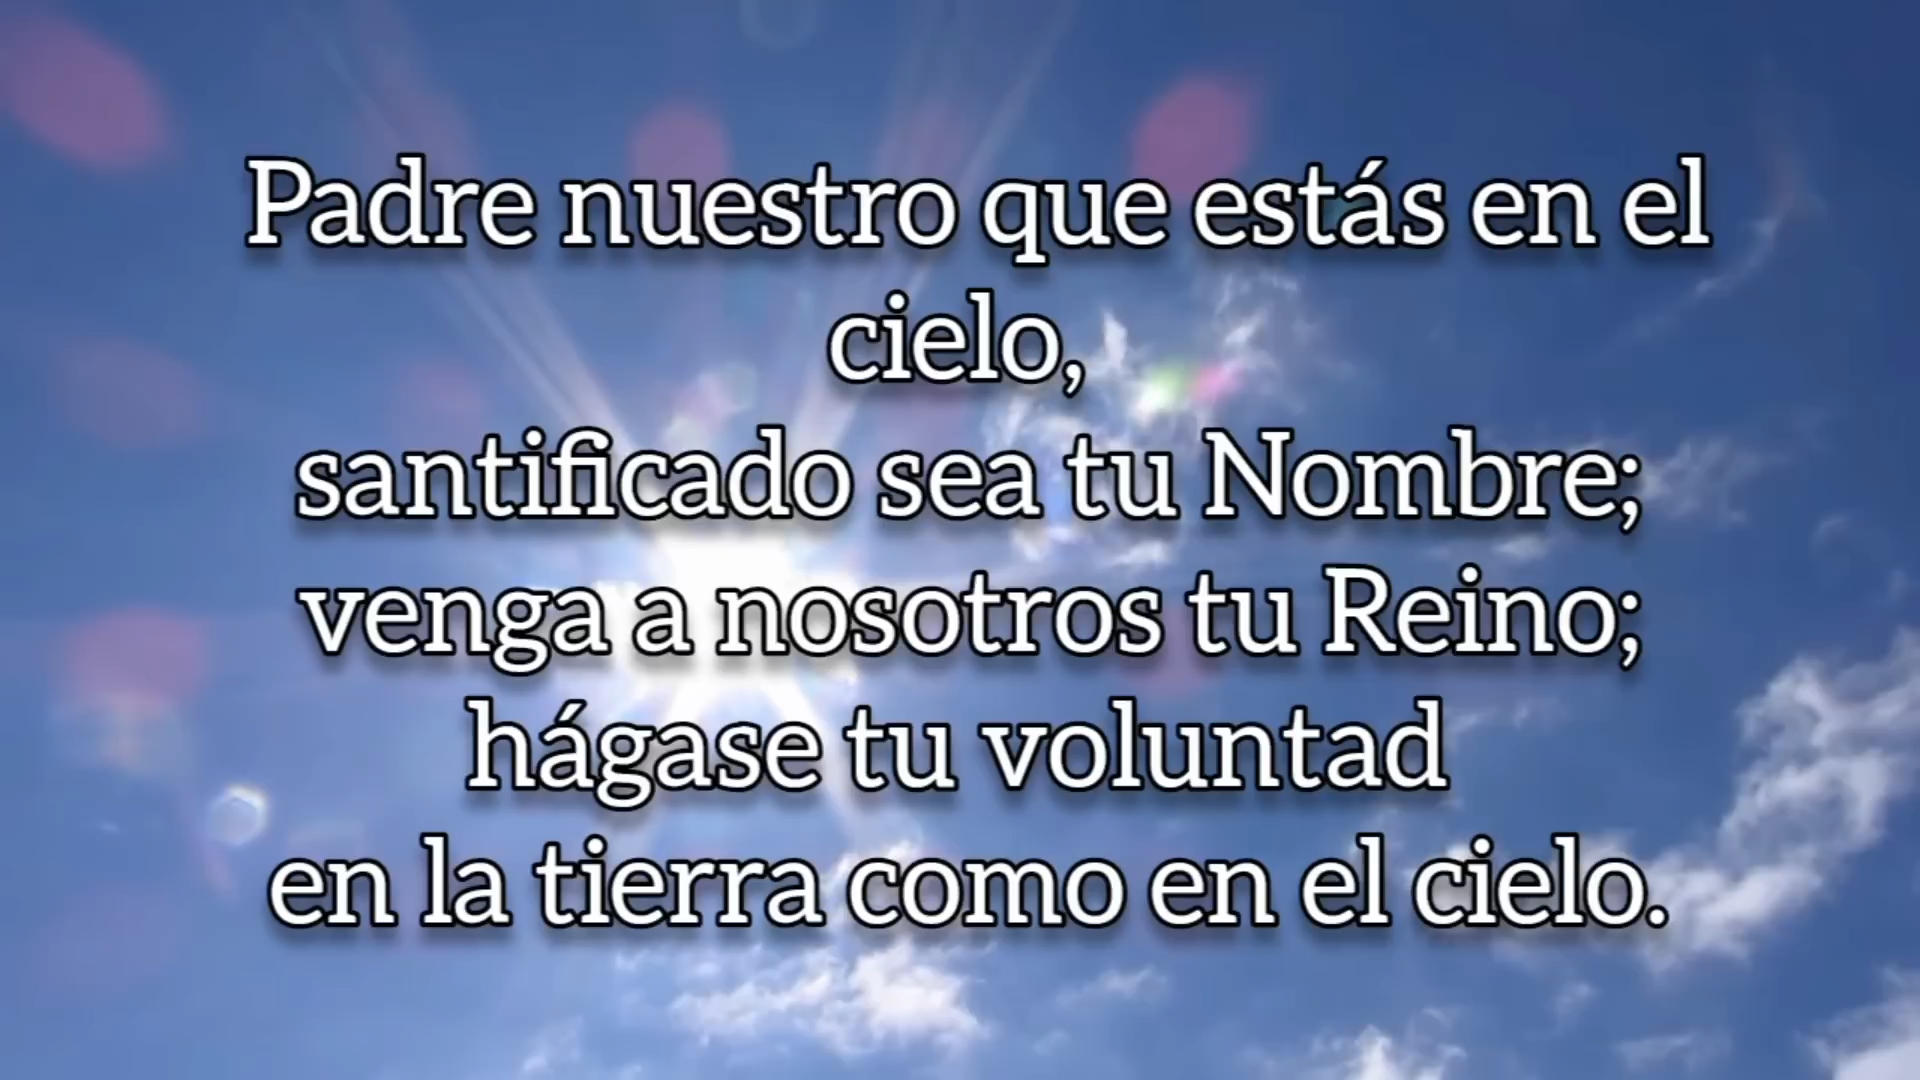 Padre nuestro que estás en el
cielo,
santificado sea tu Nombre;
venga a nosotros tu Reino;
hágase tu voluntad
en la tierra como en el cielo.